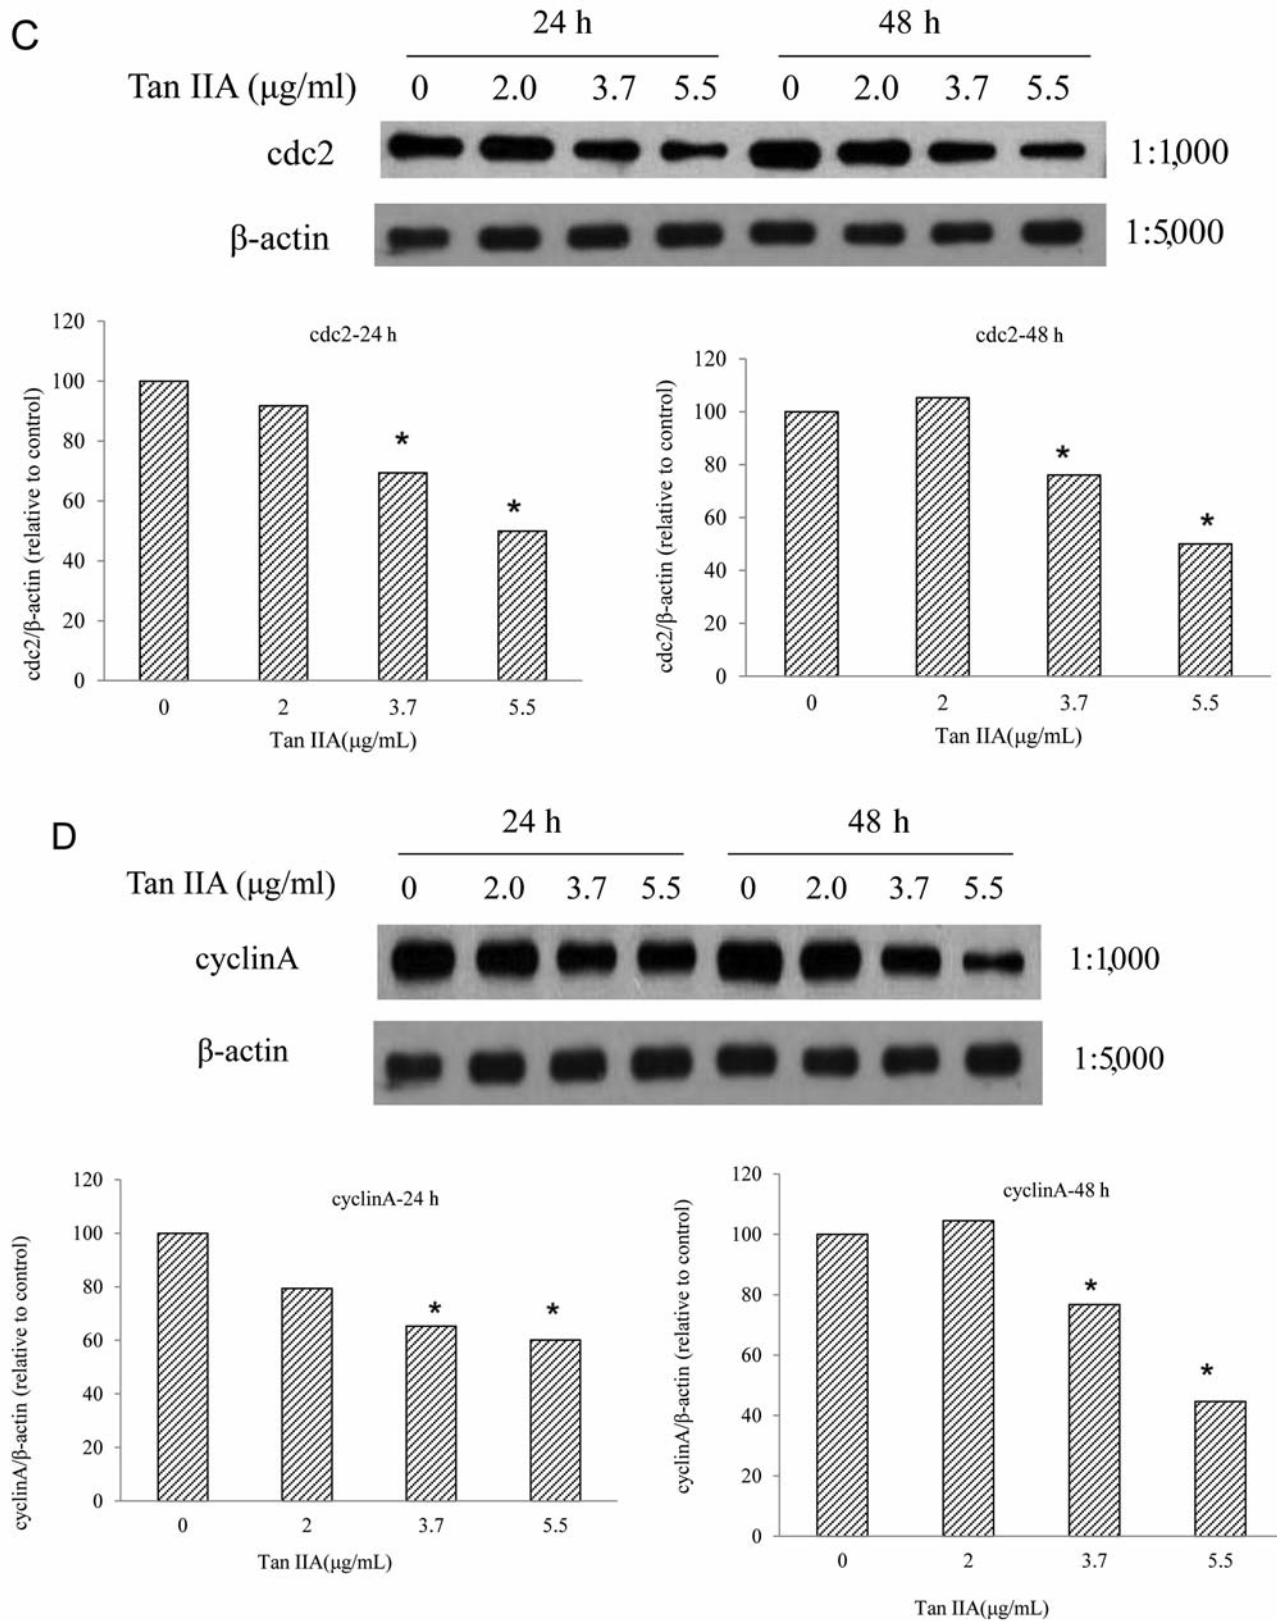 C
24 h 48 h
Tan IIA (μg/ml) 0 2.0 3.7 5.5 0 2.0 3.7 5.5
cdc2 1:1,000
β-actin 1:5,000
cdc2-24 h
120
100
80
60
40
20
0
* *
cdc2/β-actin (relative to control)
0 2 3.7 5.5
Tan IIA(μg/mL)
cdc2-48 h
120
100
80
60
40
20
0
* *
cdc2/β-actin (relative to control)
0 2 3.7 5.5
Tan IIA(μg/mL)
D
24 h 48 h
Tan IIA (μg/ml) 0 2.0 3.7 5.5 0 2.0 3.7 5.5
cyclinA 1:1,000
β-actin 1:5,000
cyclinA-24 h
120
100
80
60
40
20
0
* *
cyclinA/β-actin (relative to control)
0 2 3.7 5.5
Tan IIA(μg/mL)
cyclinA-48 h
120
100
80
60
40
20
0
* *
cyclinA/β-actin (relative to control)
0 2 3.7 5.5
Tan IIA(μg/mL)